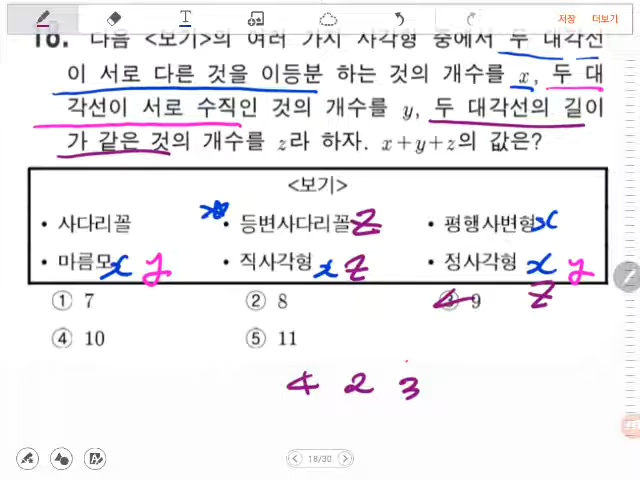 저장 더보기
18. 다음 <보기>의 여러 가지 사각형 중에서 두 대각선
이 서로 다른 것을 이등분 하는 것의 개수를 x, 두 대
각선이 서로 수직인 것의 개수를 y, 두 대각선의 길이
가 같은 것의 개수를 z라 하자. x+y+z의 값은?
<보기>
• 사다리꼴 • 등변사다리꼴 z • 평행사변형 x
• 마름모 x y • 직사각형 x z • 정사각형 x y
z
① 7 ② 8 ③ 9
④ 10 ⑤ 11
4 2 3
18/30